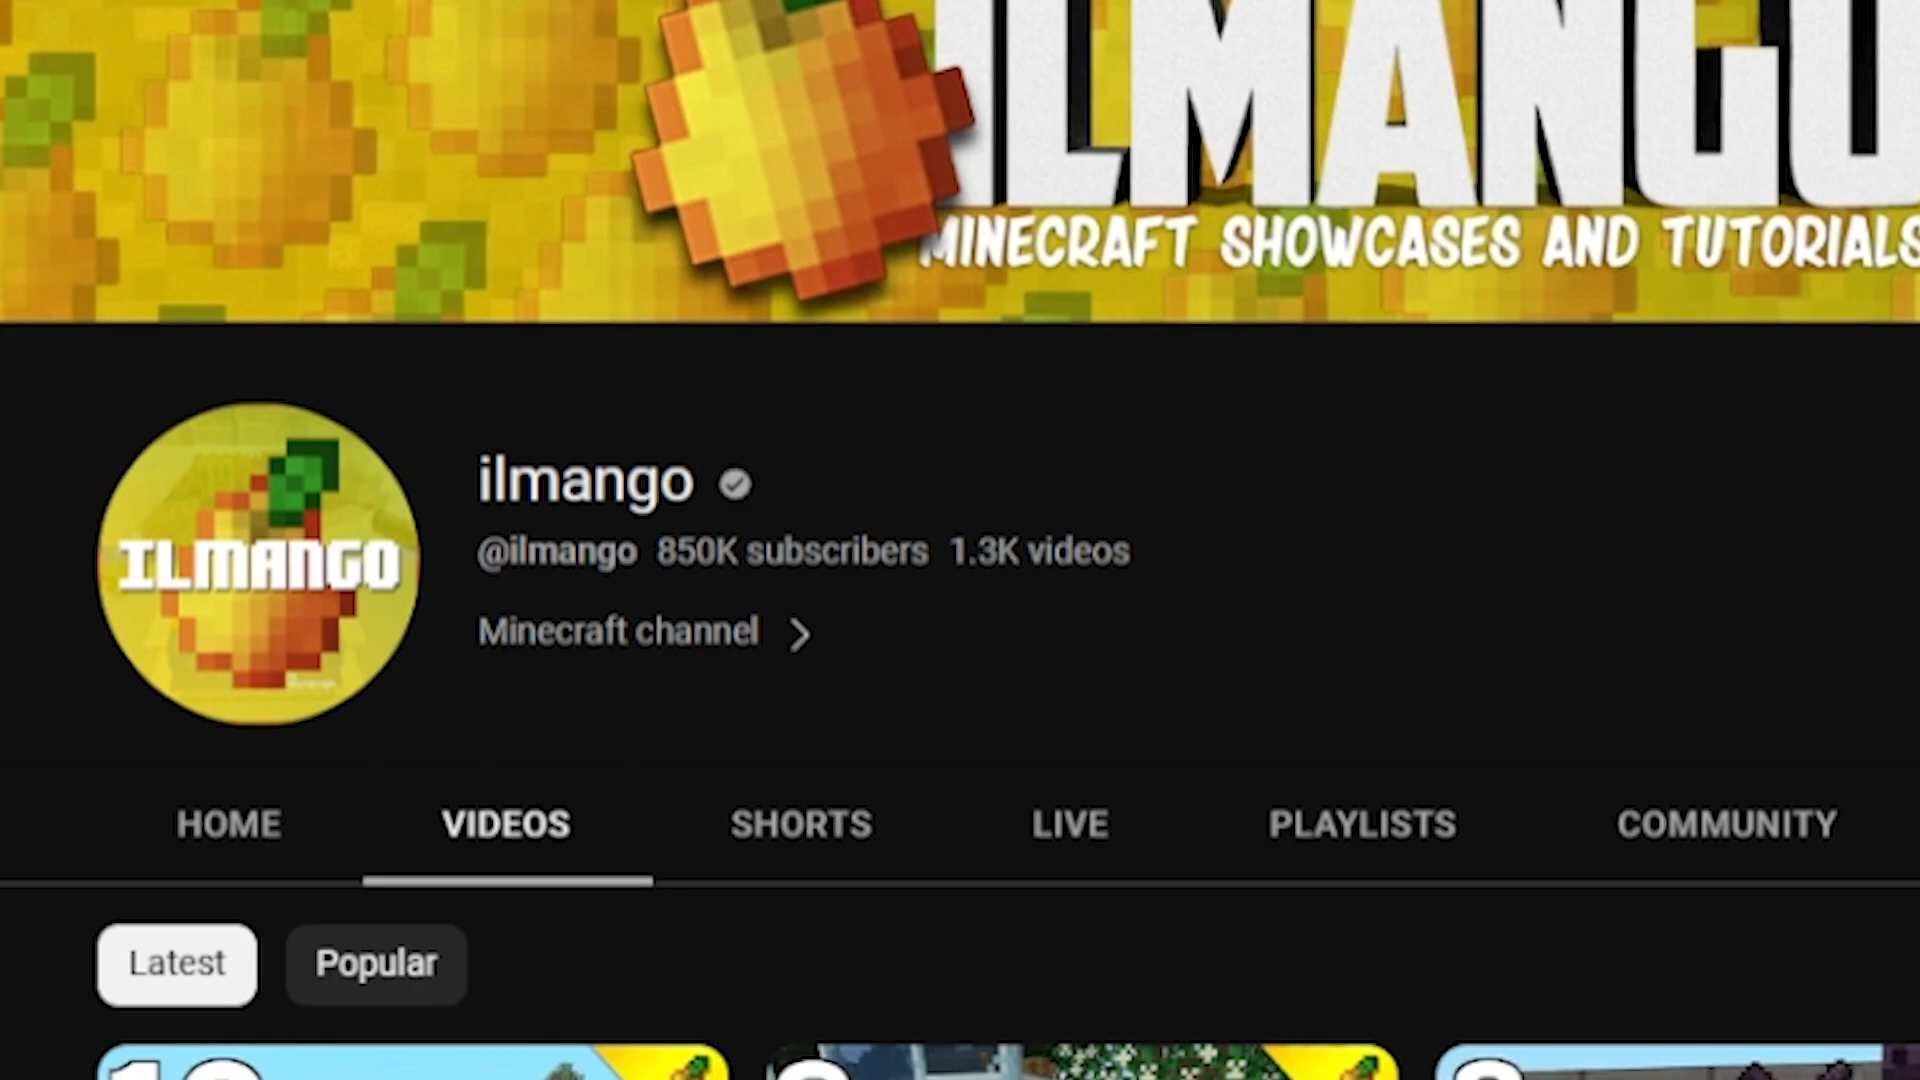 ILMANGO
MINECRAFT SHOWCASES AND TUTORIALS
ILMANGO
ilmango
@ilmango 850K subscribers 1.3K videos
Minecraft channel
HOME VIDEOS SHORTS LIVE PLAYLISTS COMMUNITY
Latest Popular